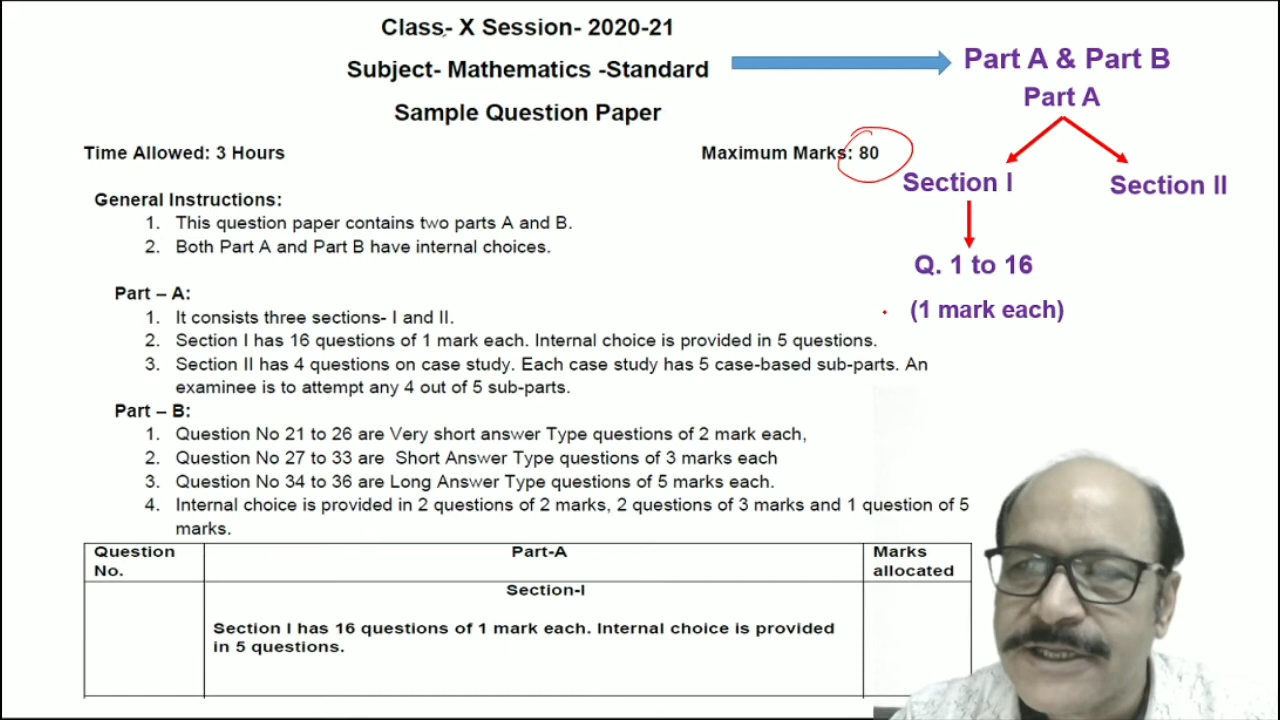 Class- X Session- 2020-21
Subject- Mathematics -Standard
Sample Question Paper
Time Allowed: 3 Hours
Maximum Marks: 80
General Instructions:
1. This question paper contains two parts A and B.
2. Both Part A and Part B have internal choices.
Part – A:
1. It consists three sections- I and II.
2. Section I has 16 questions of 1 mark each. Internal choice is provided in 5 questions.
3. Section II has 4 questions on case study. Each case study has 5 case-based sub-parts. An
examinee is to attempt any 4 out of 5 sub-parts.
Part – B:
1. Question No 21 to 26 are Very short answer Type questions of 2 mark each,
2. Question No 27 to 33 are Short Answer Type questions of 3 marks each
3. Question No 34 to 36 are Long Answer Type questions of 5 marks each.
4. Internal choice is provided in 2 questions of 2 marks, 2 questions of 3 marks and 1 question of 5
marks.
Question
No.
Part-A
Marks
allocated
Section-I
Section I has 16 questions of 1 mark each. Internal choice is provided
in 5 questions.
Part A & Part B
Part A
Section I
Section II
Q. 1 to 16
(1 mark each)